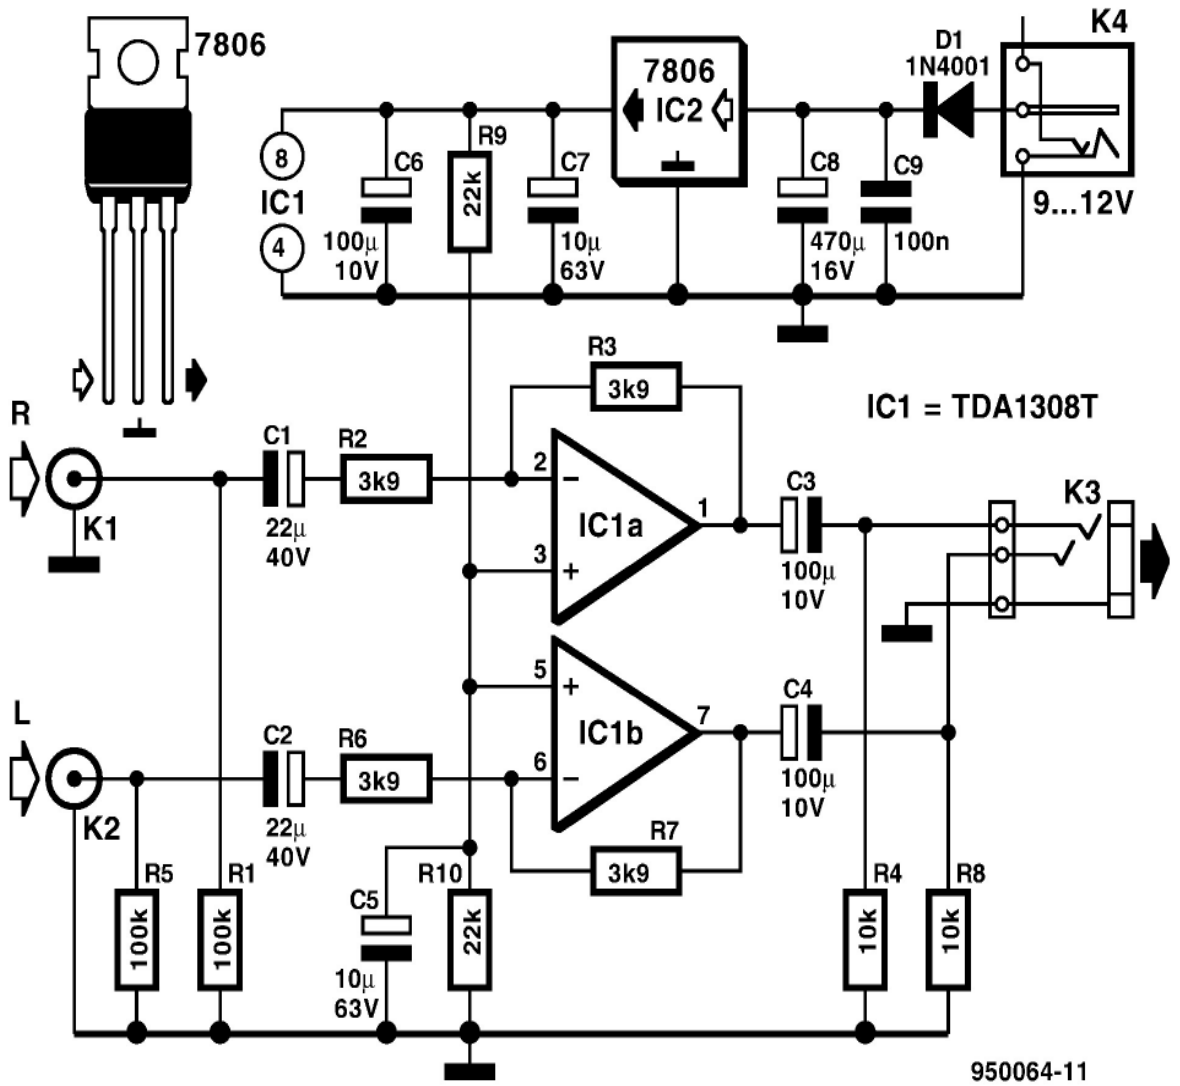 7806
K4
D1
1N4001
7806
IC2
8
IC1
4
C6
100µ
10V
R9
22k
C7
10µ
63V
C8
470µ
16V
C9
100n
9...12V
R3
3k9
IC1 = TDA1308T
R
K1
C1
22µ
40V
R2
3k9
2
−
IC1a
3
+
1
C3
100µ
10V
K3
L
K2
C2
22µ
40V
R6
3k9
5
+
IC1b
6
−
7
C4
100µ
10V
R7
3k9
R5
100k
R1
100k
C5
10µ
63V
R10
22k
R4
10k
R8
10k
950064-11